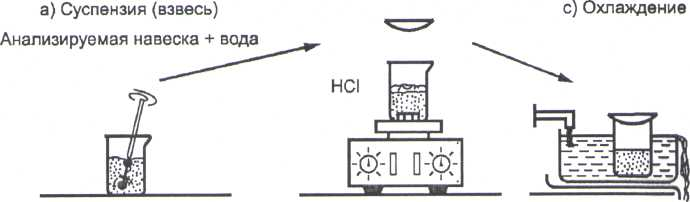 а) Суспензия (взвесь)
Анализируемая навеска + вода
HCl
с) Охлаждение